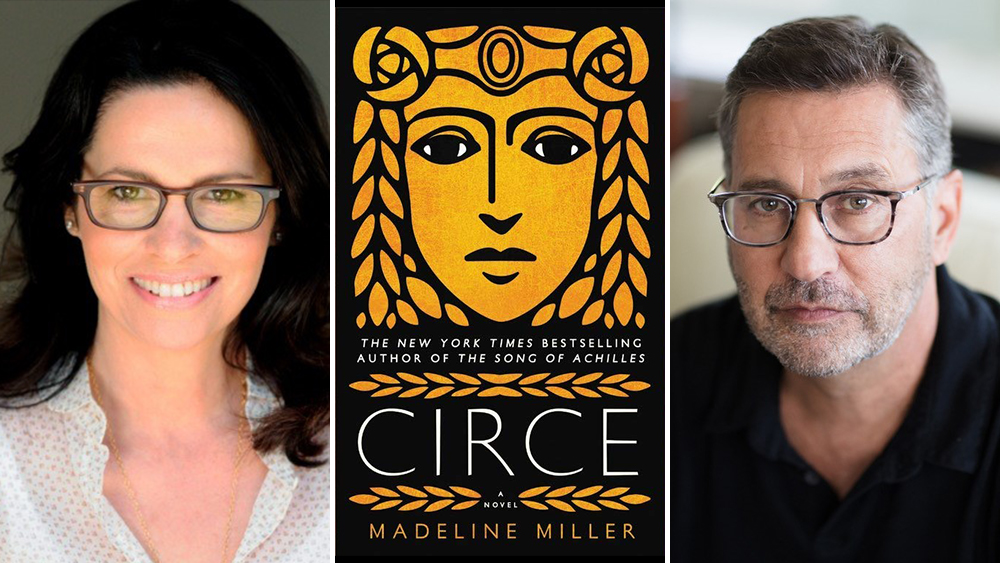 THE NEW YORK TIMES BESTSELLING
AUTHOR OF THE SONG OF ACHILLES
CIRCE
A
NOVEL
MADELINE MILLER